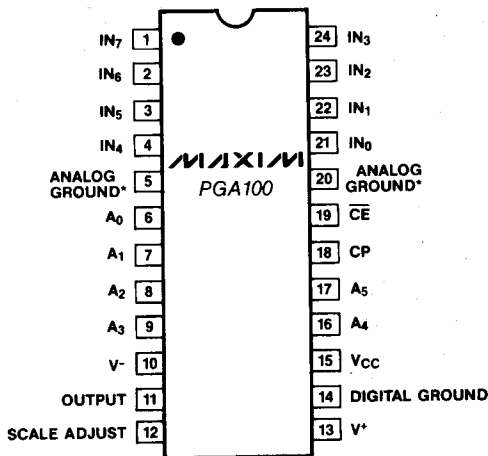 IN₇ 1 24 IN₃
IN₆ 2 23 IN₂
IN₅ 3 22 IN₁
IN₄ 4 21 IN₀
MAXIM
PGA100
ANALOG GROUND* 5 20 ANALOG GROUND*
A₀ 6 19 C̅E̅
A₁ 7 18 CP
A₂ 8 17 A₅
A₃ 9 16 A₄
V⁻ 10 15 VCC
OUTPUT 11 14 DIGITAL GROUND
SCALE ADJUST 12 13 V⁺